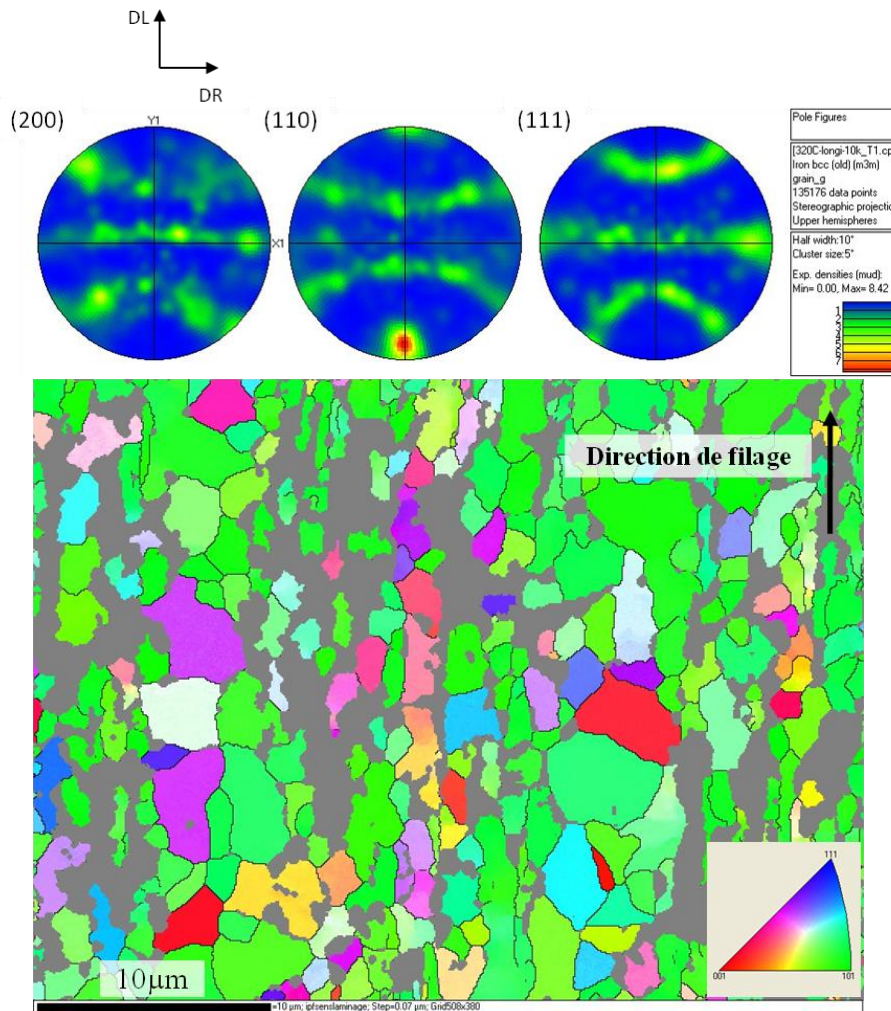 DL
DR
(200)
(110)
(111)
Y1
X1
Pole Figures
[320C-longi-10k_T1.cp
Iron bcc (old) (m3m)
grain_g
135176 data points
Stereographic projectio
Upper hemispheres
Half width:10°
Cluster size:5°
Exp. densities (mud):
Min= 0.00, Max= 8.42
1
2
3
4
5
6
7
Direction de filage
10µm
111
001
101
=10 µm; ipfsenslaminage; Step=0.07 µm; Grid508x380